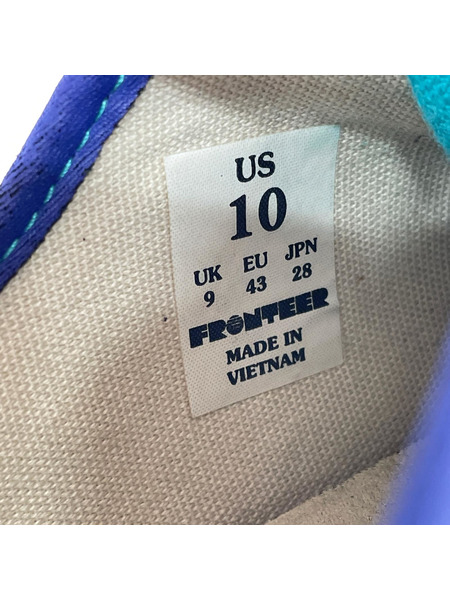 US
10
UK EU JPN
9 43 28
FRONTEER
MADE IN
VIETNAM